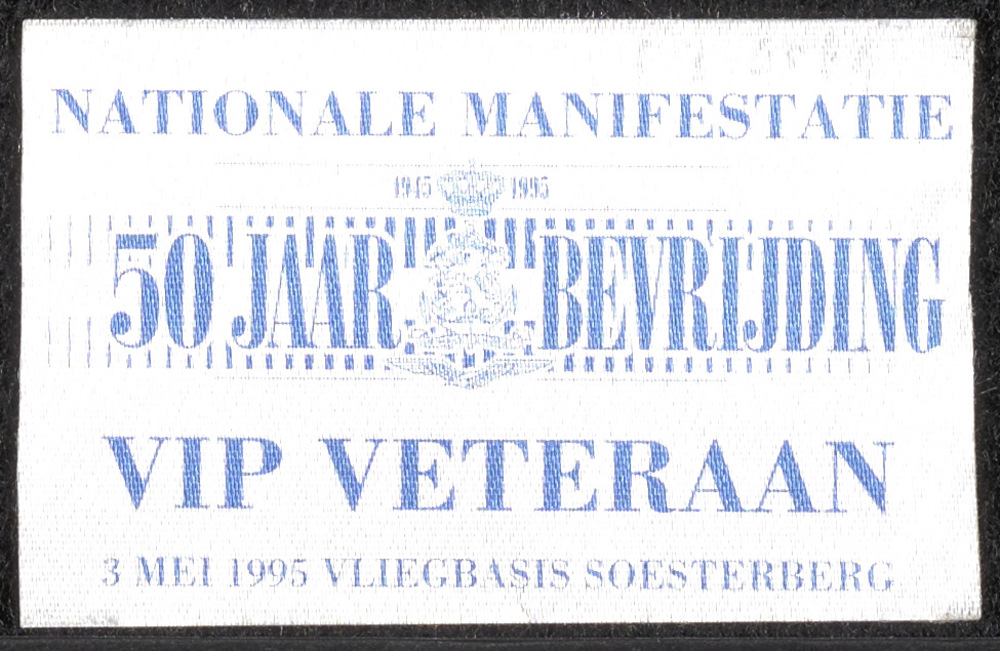 NATIONALE MANIFESTATIE
1945 1995
50 JAAR BEVRIJDING
VIP VETERAAN
3 MEI 1995 VLIEGBASIS SOESTERBERG